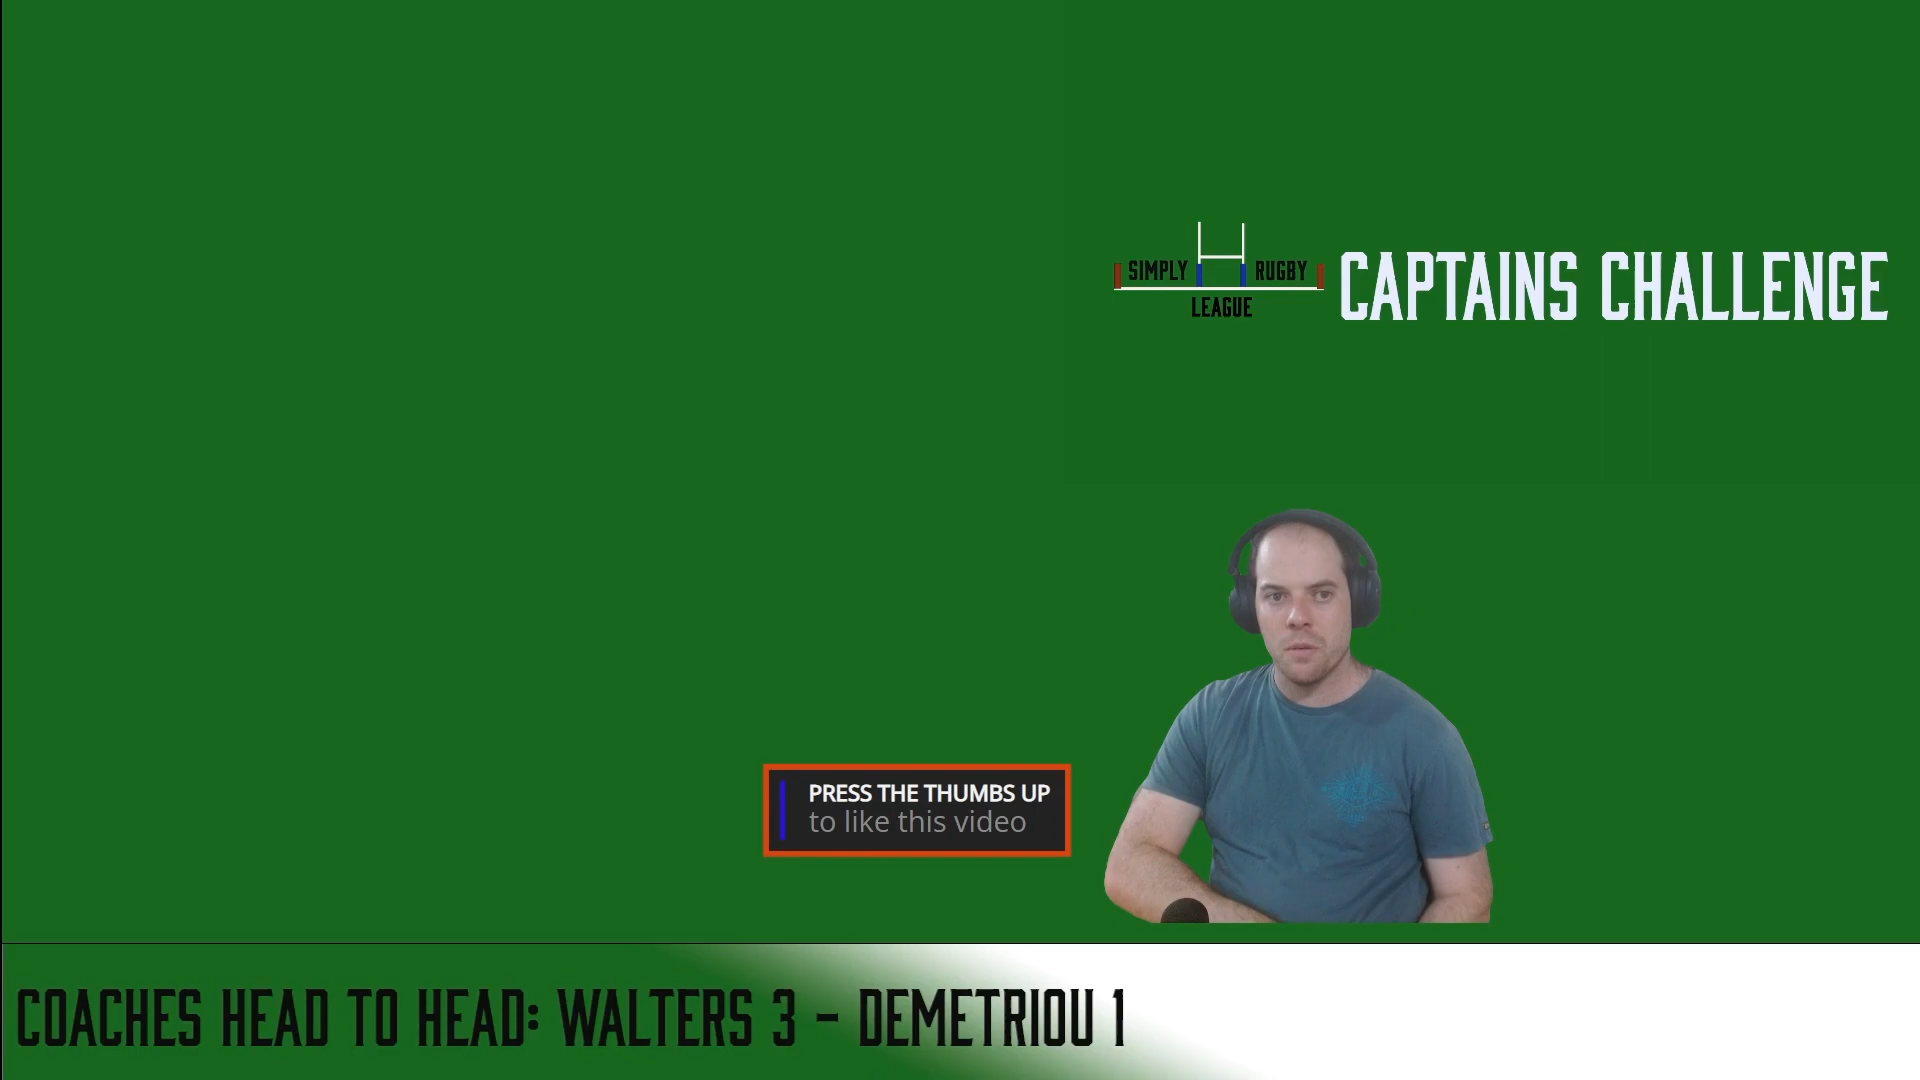 SIMPLY RUGBY
LEAGUE
CAPTAINS CHALLENGE
PRESS THE THUMBS UP
to like this video
COACHES HEAD TO HEAD: WALTERS 3 - DEMETRIOU 1